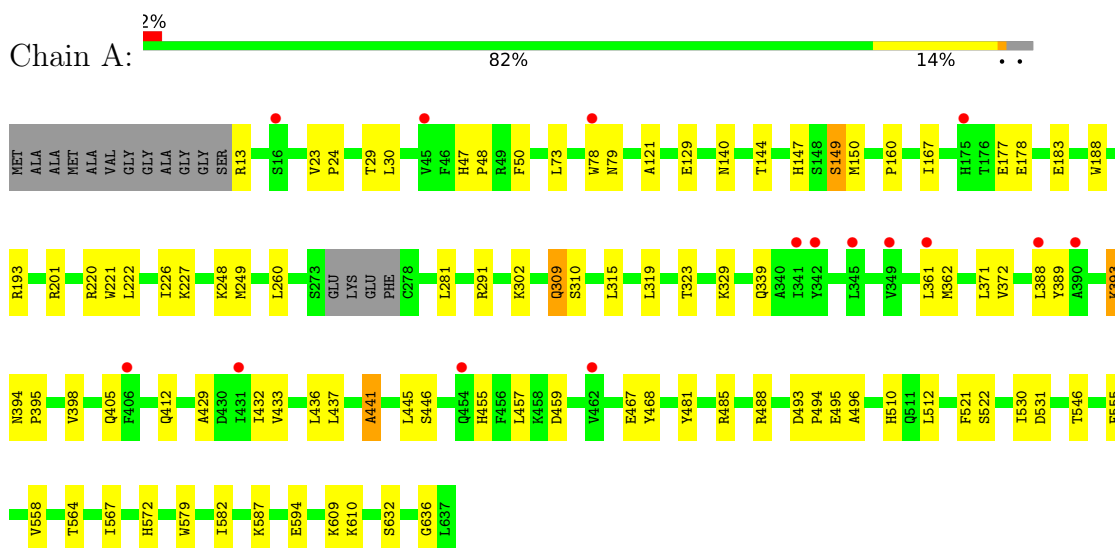 2%
Chain A:
82% 14% • •
MET ALA ALA MET ALA VAL GLY GLY ALA GLY GLY SER R13 S16 V23 P24 T29 L30 V45 F46 H47 P48 R49 F50 L73 W78 N79 A121 E129 N140 T144 H147 S148 S149 M150 P160 I167 H175 T176 E177 E178 E183 W188
R193 R201 R220 W221 L222 I226 K227 K248 M249 L260 S273 GLU LYS GLU PHE C278 L281 R291 K302 Q309 S310 L315 L319 T323 K329 Q339 A340 I341 Y342 L345 V349 L361 M362 L371 V372 L388 Y389 A390 K393
N394 P395 V398 Q405 F406 Q412 A429 D430 I431 I432 V433 L436 L437 A441 L445 S446 Q454 H455 F456 L457 K458 D459 V462 E467 Y468 Y481 R485 R488 D493 P494 E495 A496 H510 Q511 L512 F521 S522 I530 D531 T546 E555
V558 T564 I567 H572 W579 I582 K587 E594 K609 K610 S632 G636 L637